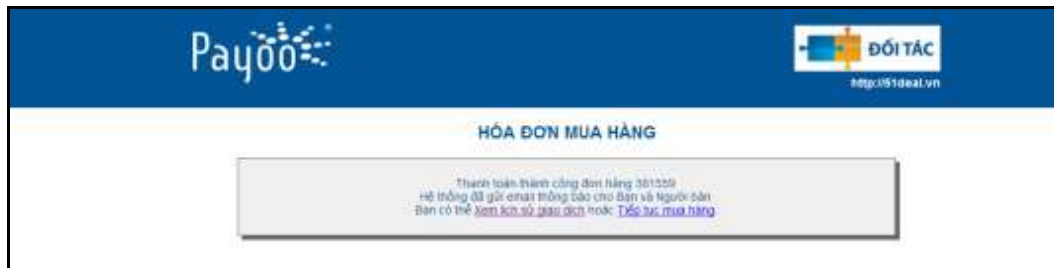 Payoo
ĐỐI TÁC
http://51deal.vn
HÓA ĐƠN MUA HÀNG
Thanh toán thành công đơn hàng 381559
Hệ thống đã gửi email thông báo cho Bạn và Người bán
Bạn có thể Xem lịch sử giao dịch hoặc Tiếp tục mua hàng.